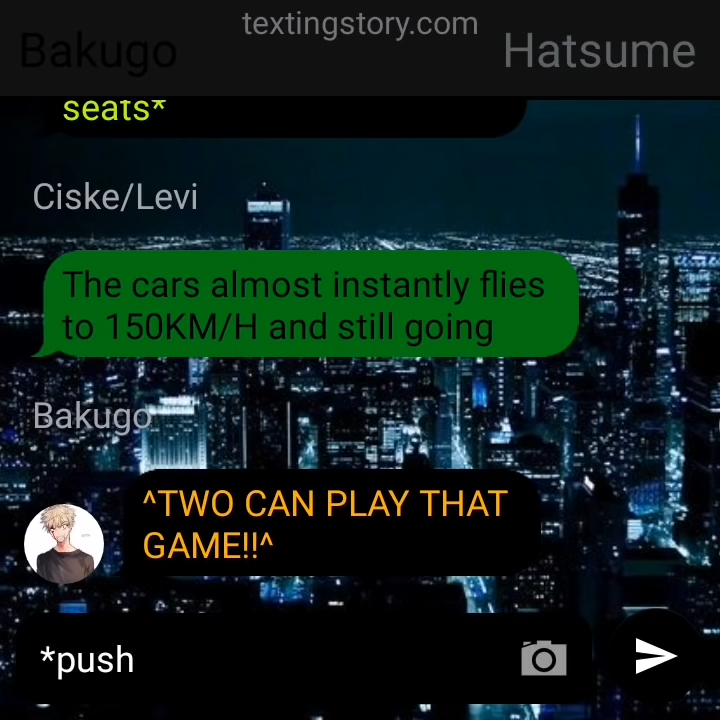 textingstory.com
Bakugo
Hatsume
seats*
Ciske/Levi
The cars almost instantly flies
to 150KM/H and still going
Bakugo
^TWO CAN PLAY THAT
GAME!!^
*push